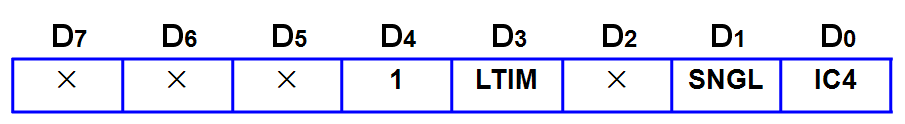 D7 D6 D5 D4 D3 D2 D1 D0
× × × 1 LTIM × SNGL IC4